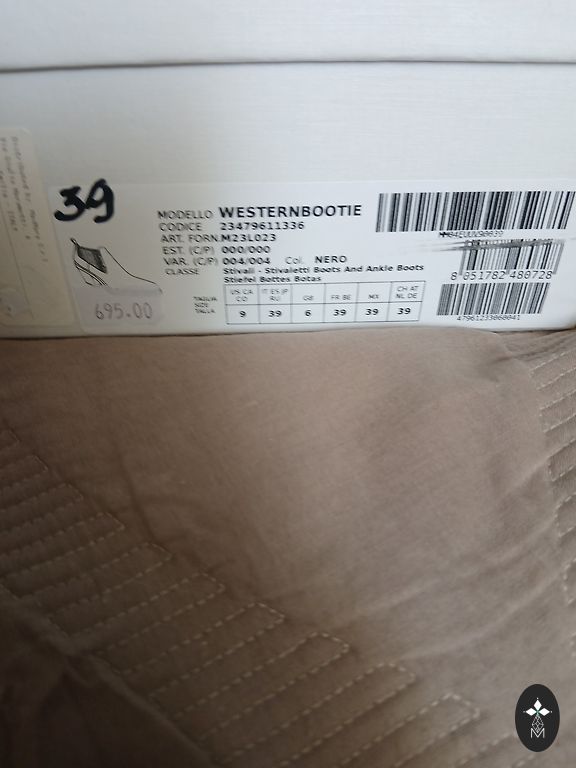 39
MODELLO WESTERNBOOTIE
CODICE 23479611336
ART. FORN. M23L023
EST. (C/P) 000/000
VAR. (C/P) 004/004 Col. NERO
CLASSE Stivali - Stivaletti Boots And Ankle Boots
Stiefel Bottes Botas
TAGLIA
SIZE
TALLA
US CA CO IT ES JP RU GB FR BE MX CH AT NL DE
9 39 6 39 39 39
695.00
8 051782 480728
47961233060041
M